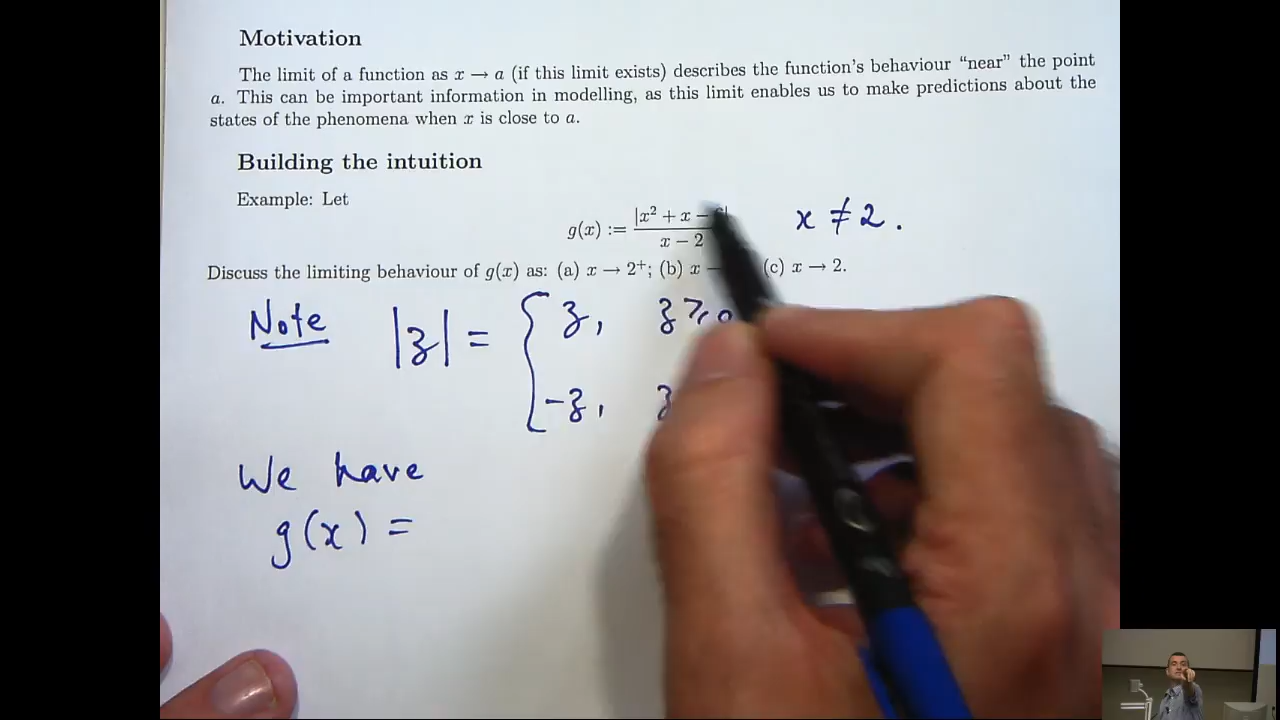 Motivation
The limit of a function as x → a (if this limit exists) describes the function's behaviour "near" the point
a. This can be important information in modelling, as this limit enables us to make predictions about the
states of the phenomena when x is close to a.
Building the intuition
Example: Let
g(x) := |x² + x − |/x − 2 x ≠ 2.
Discuss the limiting behaviour of g(x) as: (a) x → 2⁺; (b) x (c) x → 2.
Note |z| = { z, z ≥ 0
−z, z
We have
g(x) =